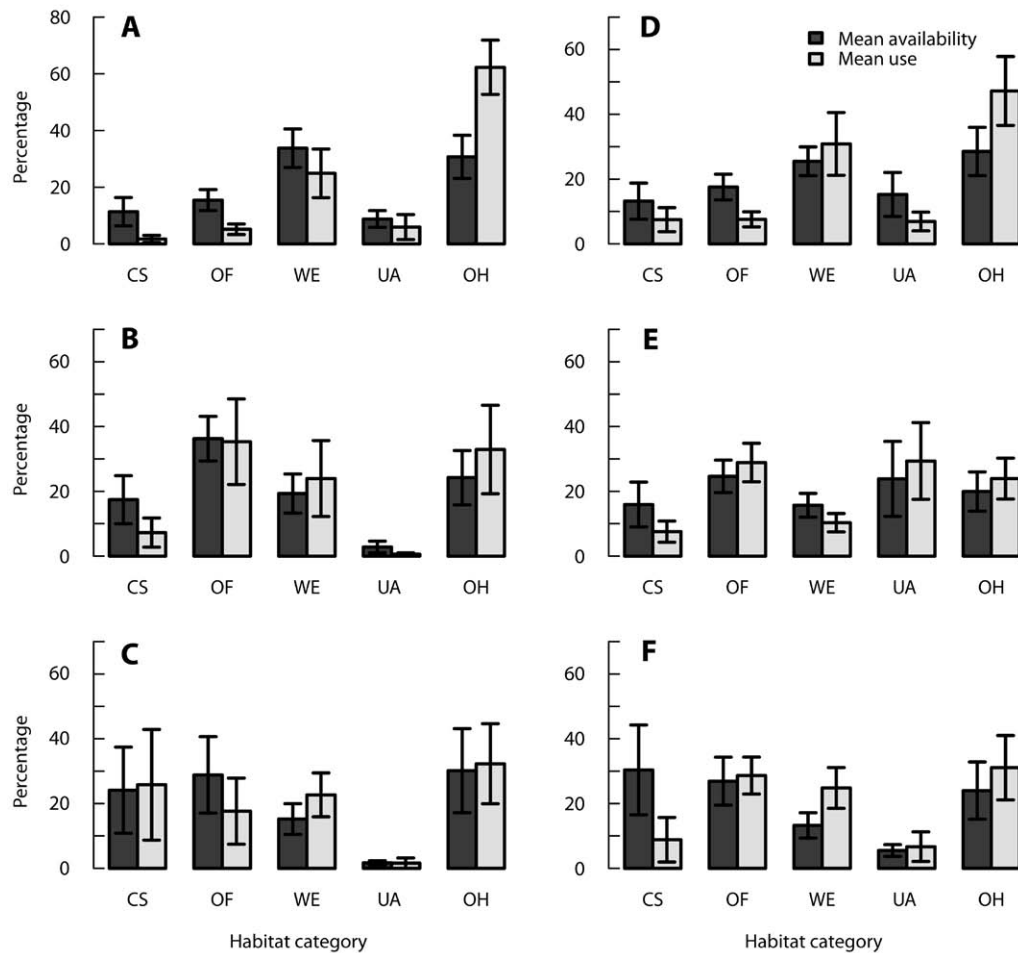 A
80
60
40
20
0
Percentage
CS OF WE UA OH
D
Mean availability
Mean use
60
40
20
0
CS OF WE UA OH
B
60
40
20
0
Percentage
CS OF WE UA OH
E
60
40
20
0
CS OF WE UA OH
C
60
40
20
0
Percentage
CS OF WE UA OH
Habitat category
F
60
40
20
0
CS OF WE UA OH
Habitat category